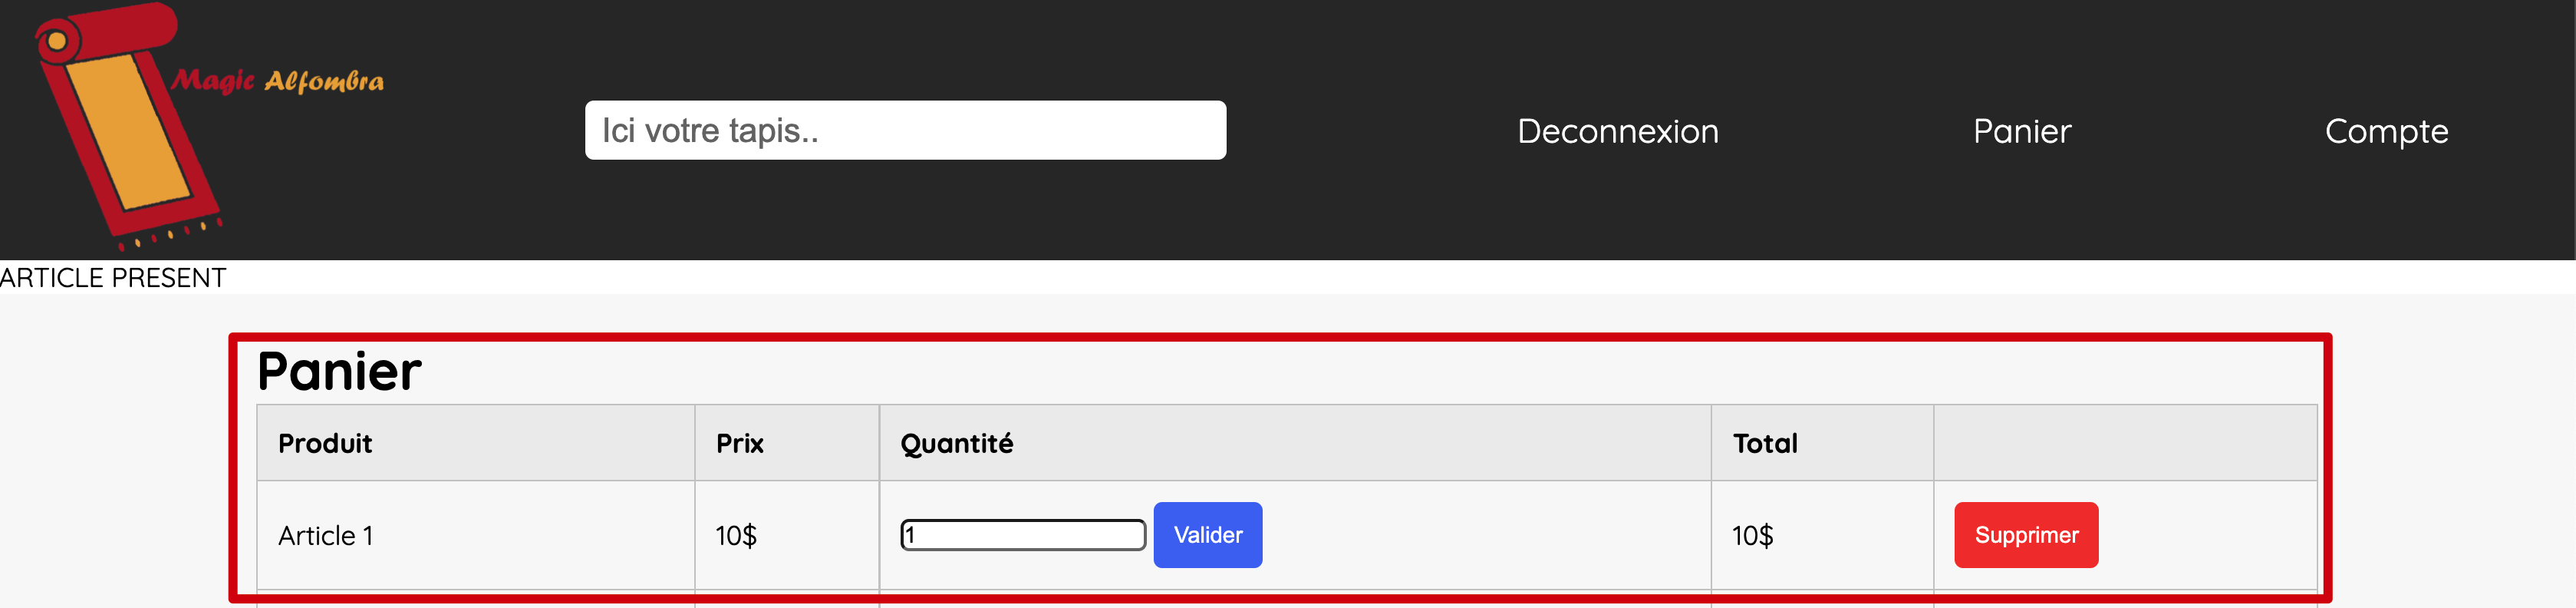 Magic Alfombra
Ici votre tapis..
Deconnexion
Panier
Compte
ARTICLE PRESENT
Panier
Produit Prix Quantité Total
Article 1 10$ 1 Valider 10$ Supprimer